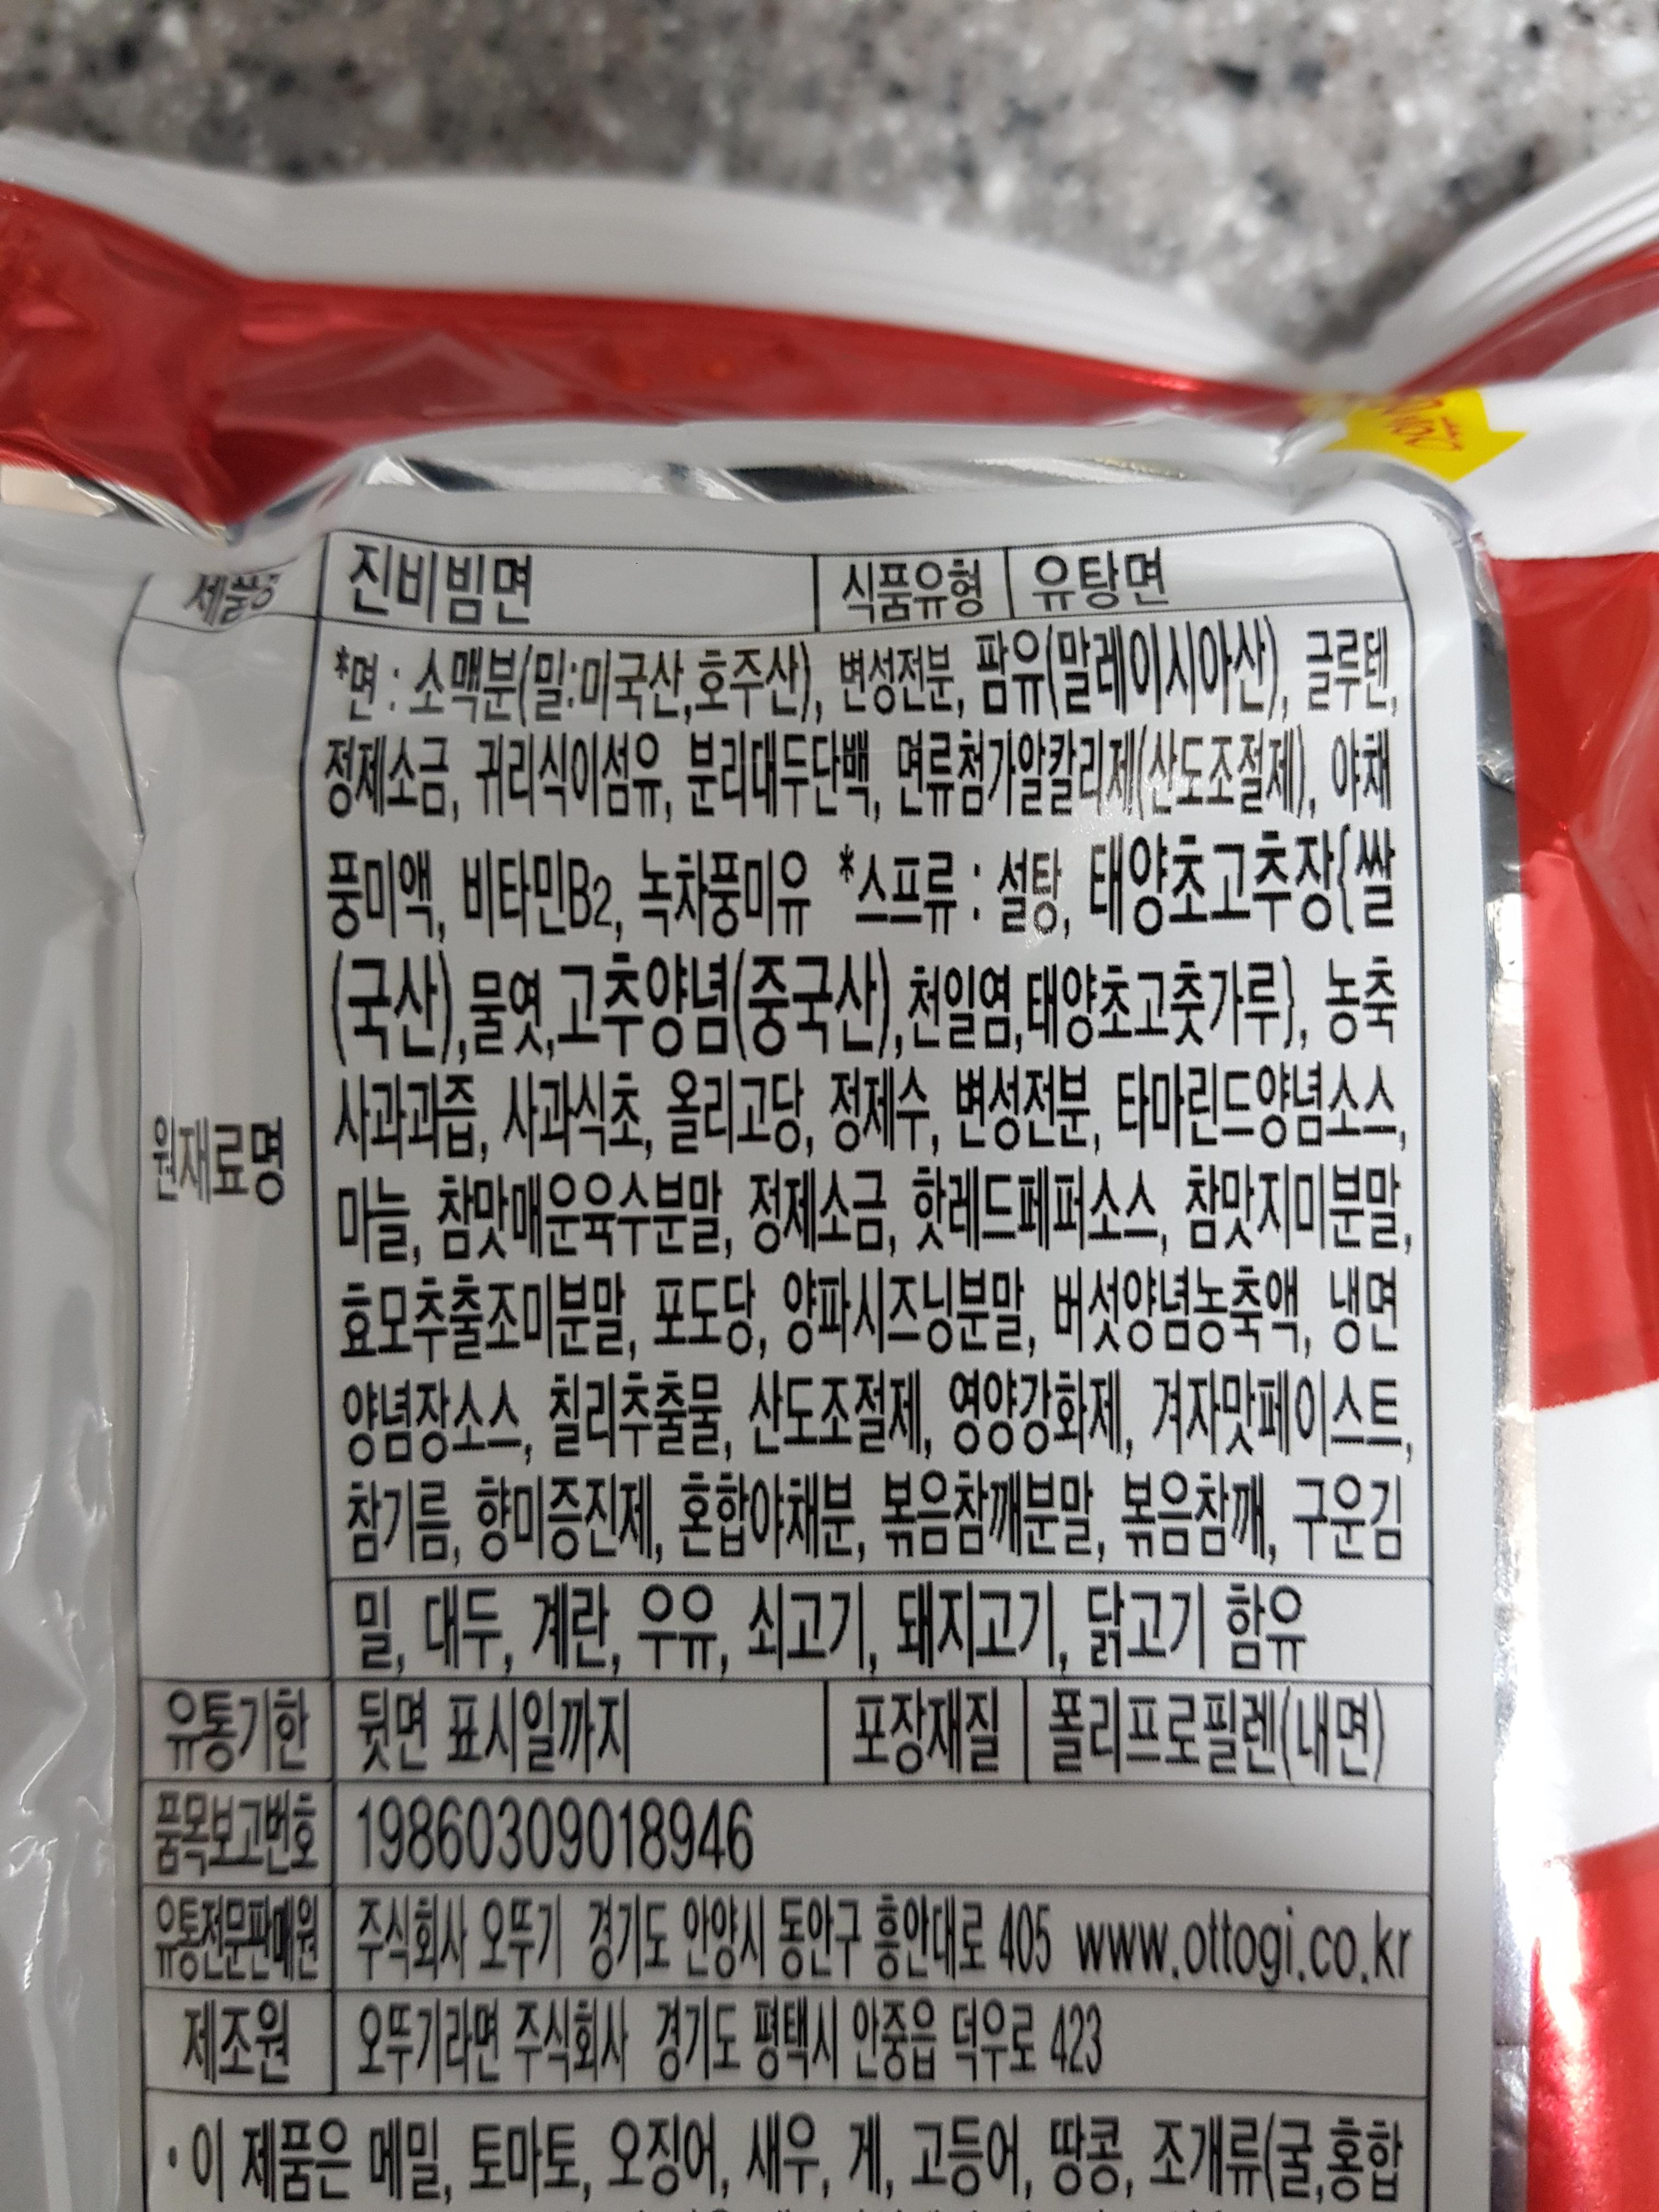 제품명 진비빔면 식품유형 유탕면
원재료명
*면 : 소맥분(밀:미국산,호주산), 변성전분, 팜유(말레이시아산), 글루텐,
정제소금, 귀리식이섬유, 분리대두단백, 면류첨가알칼리제(산도조절제), 야채
풍미액, 비타민B2, 녹차풍미유 *스프류 : 설탕, 태양초고추장{쌀
(국산),물엿,고추양념(중국산),천일염,태양초고춧가루}, 농축
사과과즙, 사과식초, 올리고당, 정제수, 변성전분, 타마린드양념소스,
마늘, 참맛매운육수분말, 정제소금, 핫레드페퍼소스, 참맛지미분말,
효모추출조미분말, 포도당, 양파시즈닝분말, 버섯양념농축액, 냉면
양념장소스, 칠리추출물, 산도조절제, 영양강화제, 겨자맛페이스트,
참기름, 향미증진제, 혼합야채분, 볶음참깨분말, 볶음참깨, 구운김
밀, 대두, 계란, 우유, 쇠고기, 돼지고기, 닭고기 함유
유통기한 뒷면 표시일까지 포장재질 폴리프로필렌(내면)
품목보고번호 19860309018946
유통전문판매원 주식회사 오뚜기 경기도 안양시 동안구 흥안대로 405 www.ottogi.co.kr
제조원 오뚜기라면 주식회사 경기도 평택시 안중읍 덕우로 423
· 이 제품은 메밀, 토마토, 오징어, 새우, 게, 고등어, 땅콩, 조개류(굴,홍합